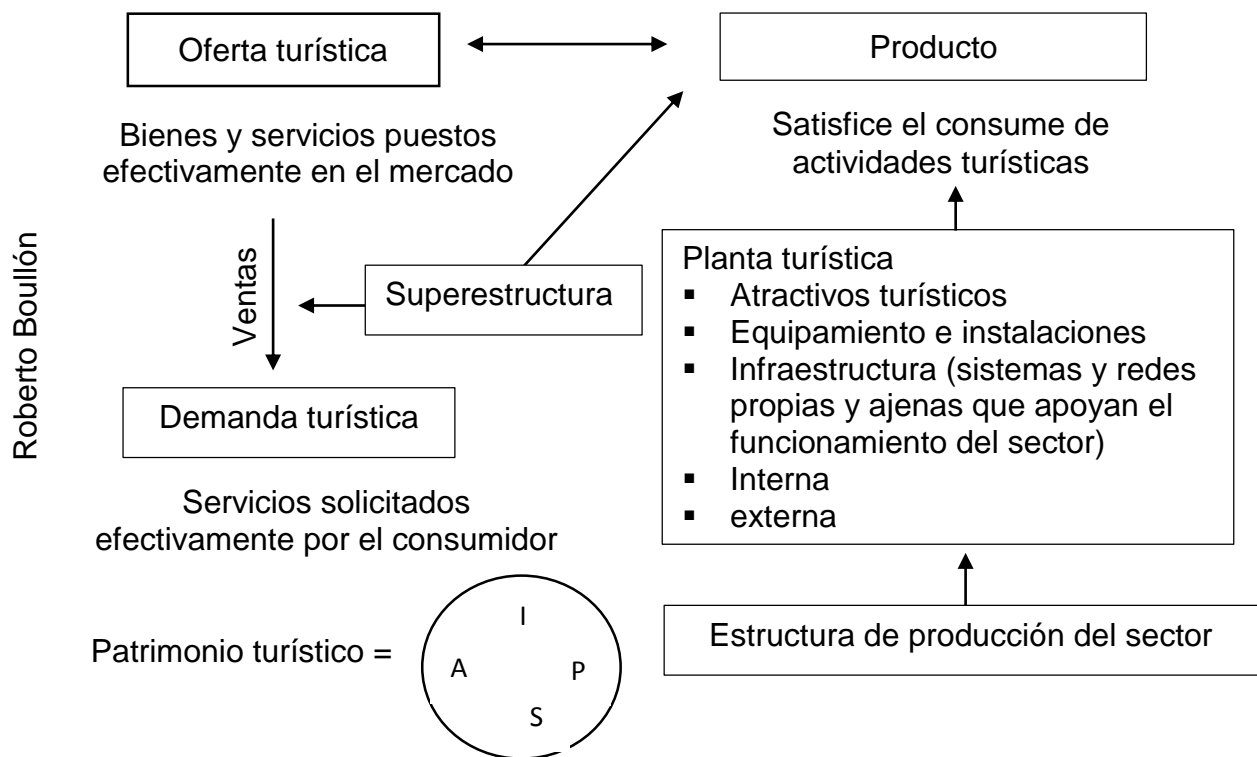 Oferta turística
Producto
Bienes y servicios puestos
efectivamente en el mercado
Satisfice el consume de
actividades turísticas
Roberto Boullón
Ventas
Superestructura
Planta turística
▪ Atractivos turísticos
▪ Equipamiento e instalaciones
▪ Infraestructura (sistemas y redes
propias y ajenas que apoyan el
funcionamiento del sector)
▪ Interna
▪ externa
Demanda turística
Servicios solicitados
efectivamente por el consumidor
Estructura de producción del sector
Patrimonio turístico =
I
A P
S